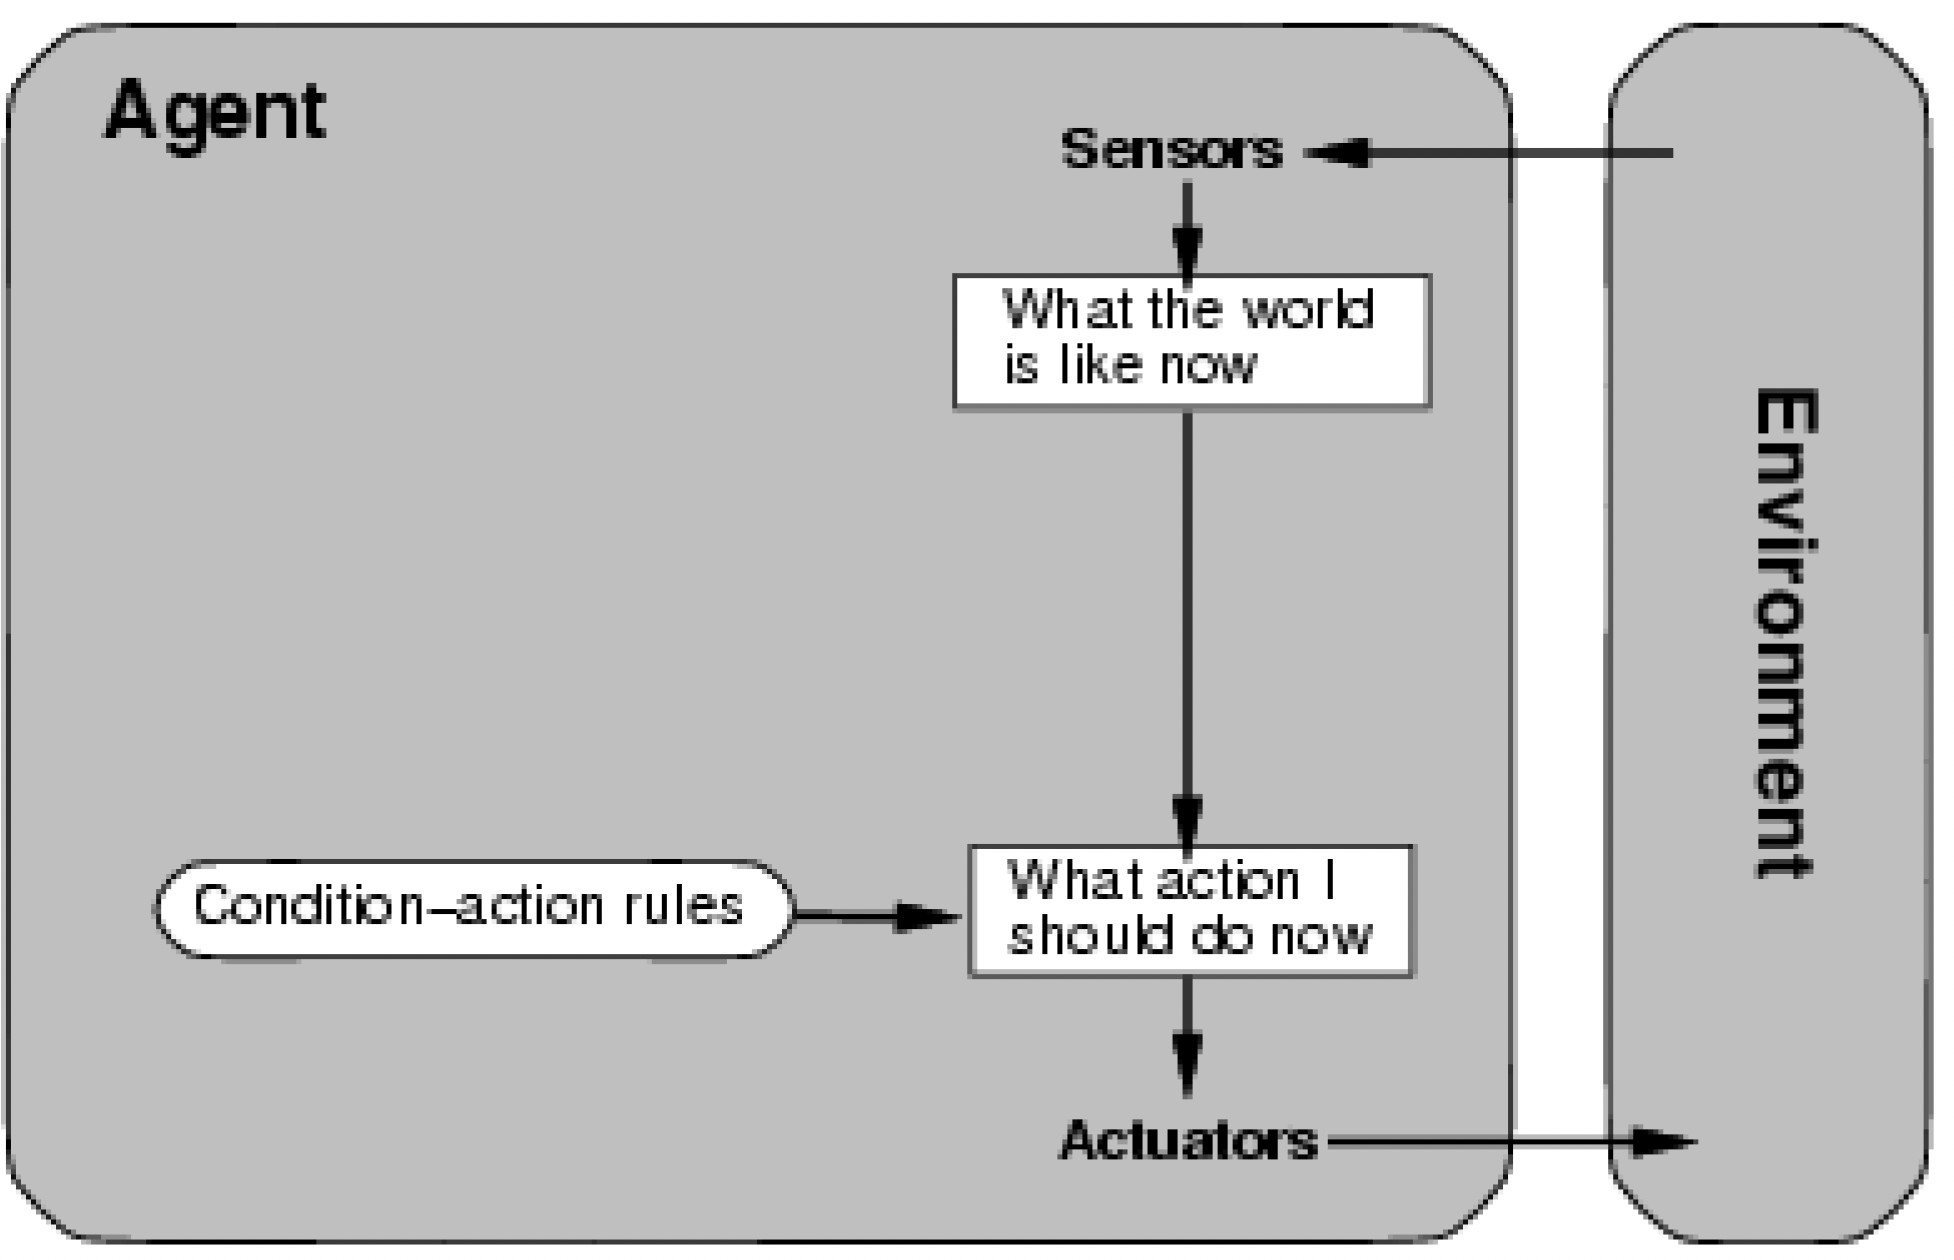 Agent
Sensors
What the world
is like now
Environment
Condition–action rules
What action I
should do now
Actuators